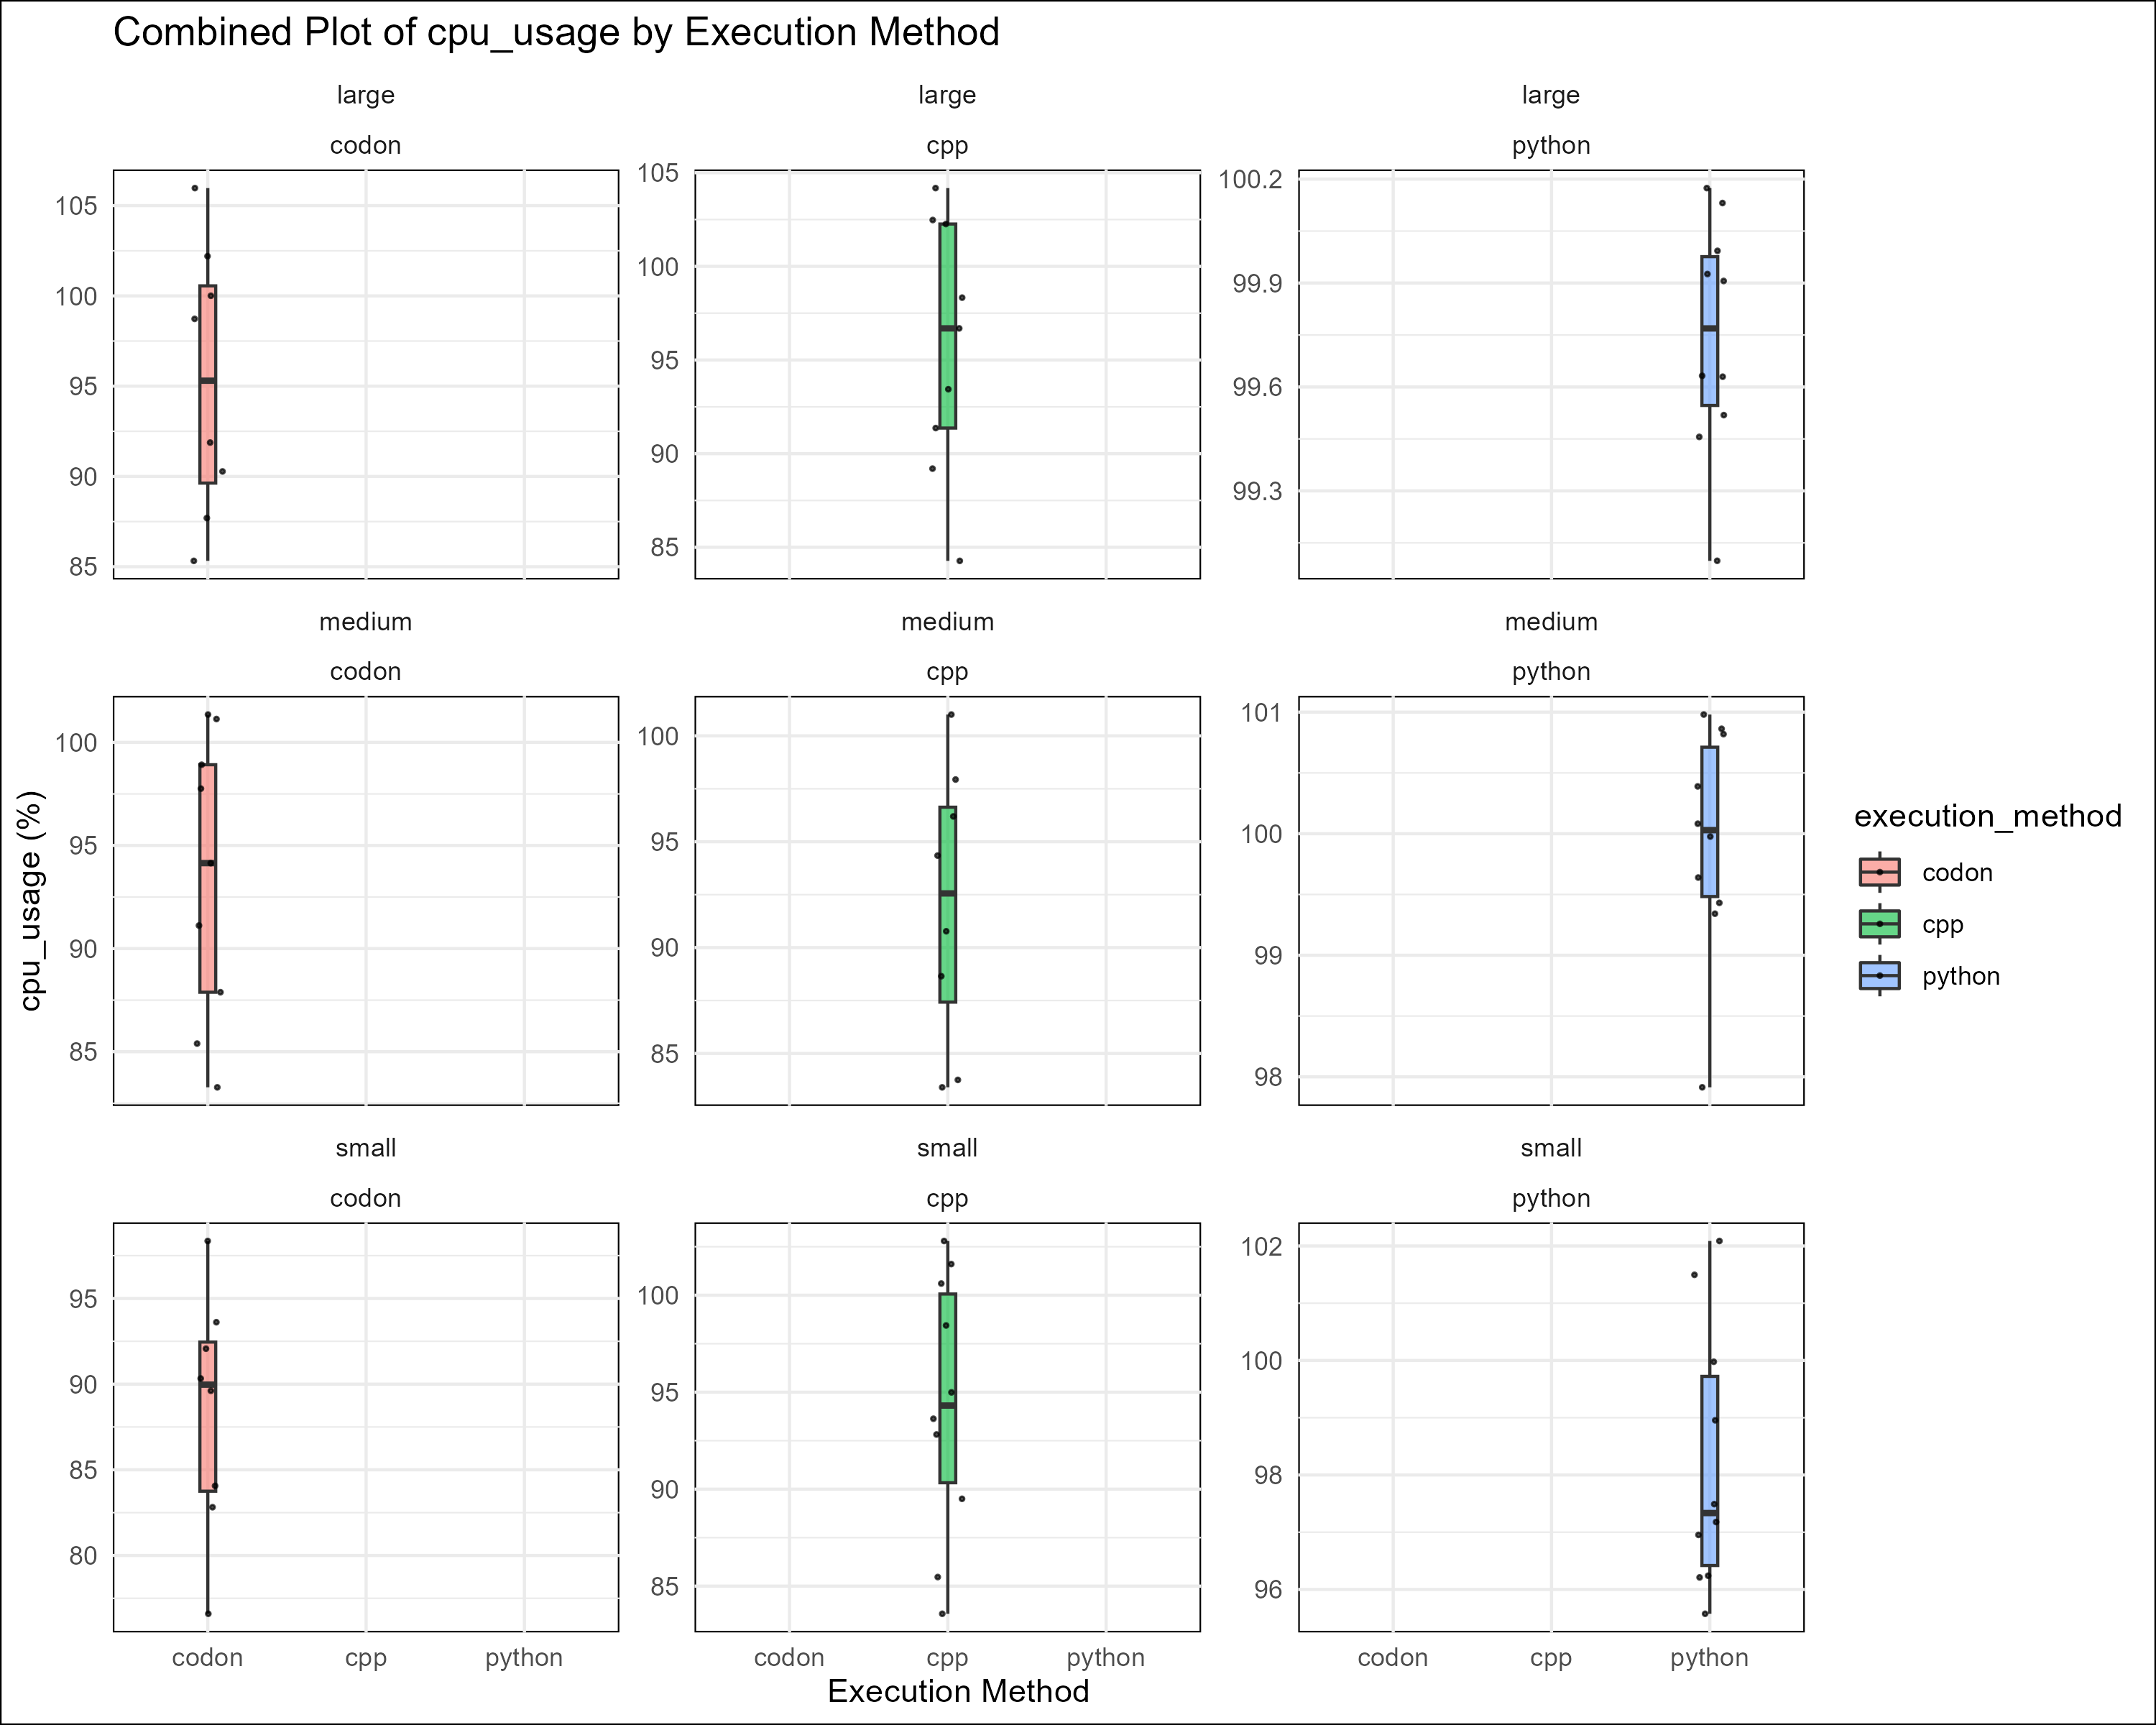 Combined Plot of cpu_usage by Execution Method
large large large
codon cpp python
105 100 95 90 85
105 100 95 90 85
100.2 99.9 99.6 99.3
medium medium medium
codon cpp python
100 95 90 85
100 95 90 85
101 100 99 98
small small small
codon cpp python
95 90 85 80
100 95 90 85
102 100 98 96
codon cpp python codon cpp python codon cpp python
Execution Method
cpu_usage (%)
execution_method
codon
cpp
python